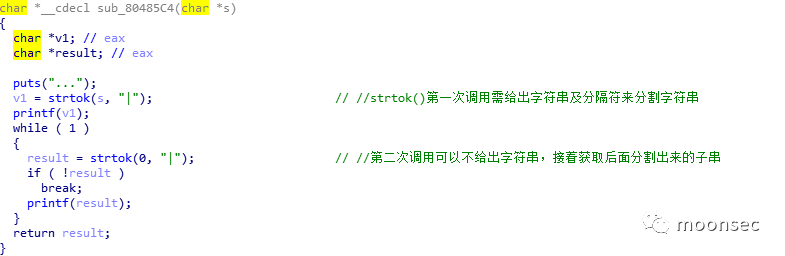 char *__cdecl sub_80485C4(char *s)
{
  char *v1; // eax
  char *result; // eax
  puts("...");
  v1 = strtok(s, "|"); // //strtok()第一次调用需给出字符串及分隔符来分割字符串
  printf(v1);
  while ( 1 )
  {
    result = strtok(0, "|"); // //第二次调用可以不给出字符串，接着获取后面分割出来的子串
    if ( !result )
      break;
    printf(result);
  }
  return result;
}
moonsec